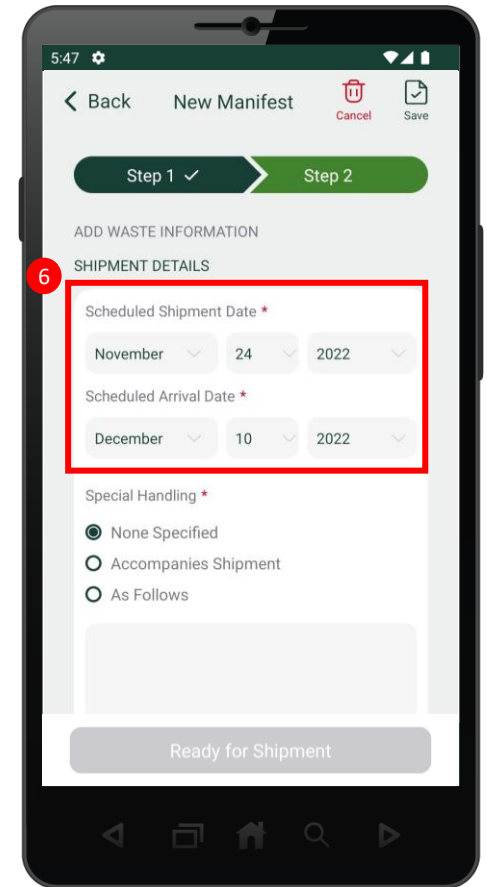 5:47
Back New Manifest Cancel Save
Step 1 Step 2
ADD WASTE INFORMATION
6 SHIPMENT DETAILS
Scheduled Shipment Date *
November 24 2022
Scheduled Arrival Date *
December 10 2022
Special Handling *
None Specified
Accompanies Shipment
As Follows
Ready for Shipment